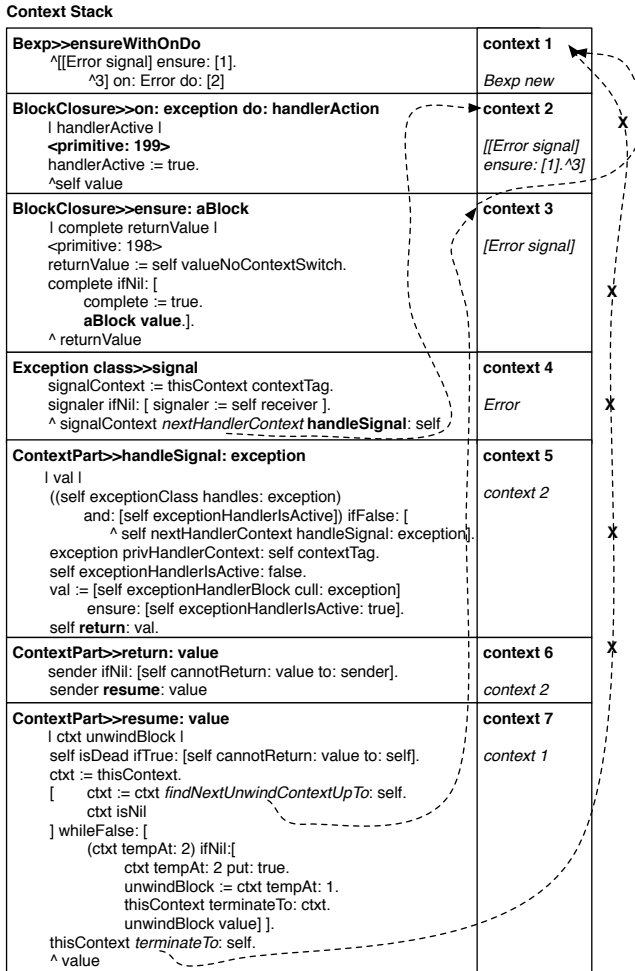 Context Stack
Bexp>>ensureWithOnDo context 1
^[[Error signal] ensure: [1].
^3] on: Error do: [2] Bexp new
BlockClosure>>on: exception do: handlerAction context 2
| handlerActive |
<primitive: 199> [[Error signal]
handlerActive := true. ensure: [1].^3]
^self value
BlockClosure>>ensure: aBlock context 3
| complete returnValue |
<primitive: 198> [Error signal]
returnValue := self valueNoContextSwitch.
complete ifNil: [
complete := true.
aBlock value.].
^ returnValue
Exception class>>signal context 4
signalContext := thisContext contextTag.
signaler ifNil: [ signaler := self receiver ]. Error
^ signalContext nextHandlerContext handleSignal: self
ContextPart>>handleSignal: exception context 5
| val |
((self exceptionClass handles: exception) context 2
and: [self exceptionHandlerIsActive]) ifFalse: [
^ self nextHandlerContext handleSignal: exception].
exception privHandlerContext: self contextTag.
self exceptionHandlerIsActive: false.
val := [self exceptionHandlerBlock cull: exception]
ensure: [self exceptionHandlerIsActive: true].
self return: val.
ContextPart>>return: value context 6
sender ifNil: [self cannotReturn: value to: sender].
sender resume: value context 2
ContextPart>>resume: value context 7
| ctxt unwindBlock |
self isDead ifTrue: [self cannotReturn: value to: self]. context 1
ctxt := thisContext.
[ ctxt := ctxt findNextUnwindContextUpTo: self.
ctxt isNil
] whileFalse: [
(ctxt tempAt: 2) ifNil:[
ctxt tempAt: 2 put: true.
unwindBlock := ctxt tempAt: 1.
thisContext terminateTo: ctxt.
unwindBlock value] ].
thisContext terminateTo: self.
^ value
X
X
X
X
X